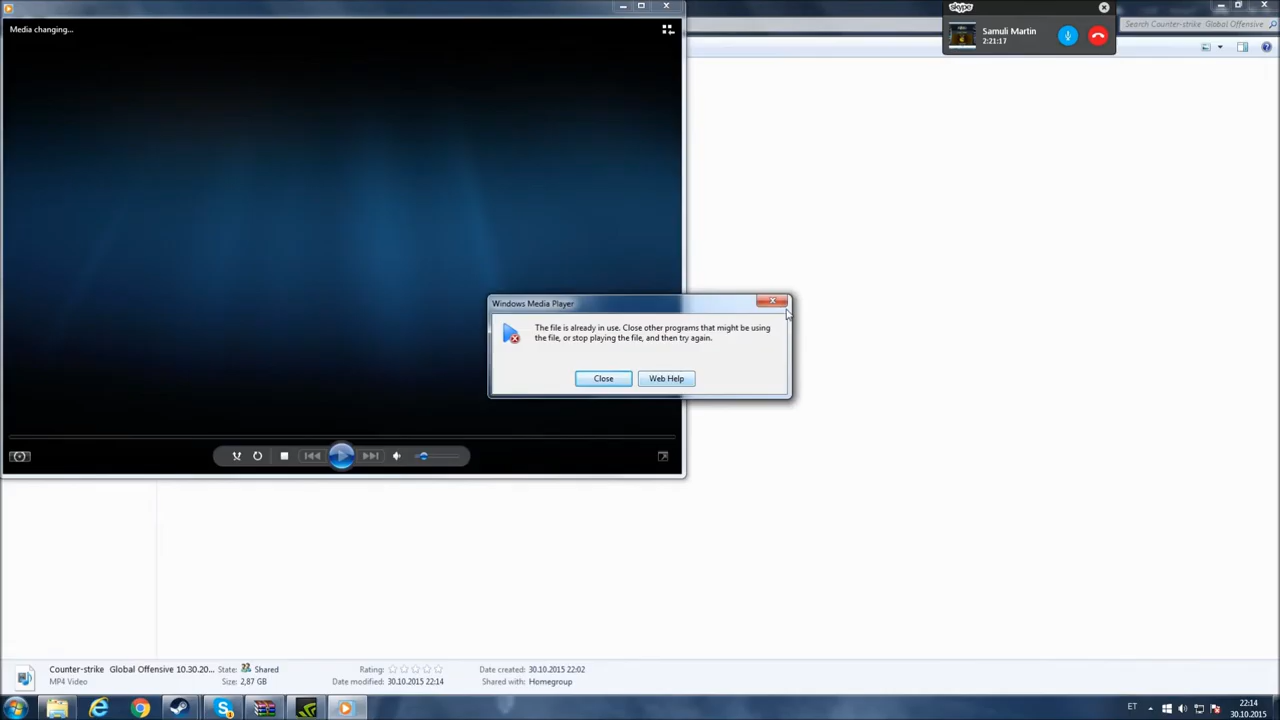 Media changing...
skype
Samuli Martin
2:21:17
Search Counter-strike Global Offensive
Windows Media Player
The file is already in use. Close other programs that might be using
the file, or stop playing the file, and then try again.
Close
Web Help
Counter-strike Global Offensive 10.30.20...
State: Shared
Rating:
Date created: 30.10.2015 22:02
MP4 Video
Size: 2,87 GB
Date modified: 30.10.2015 22:14
Shared with: Homegroup
ET
22:14
30.10.2015